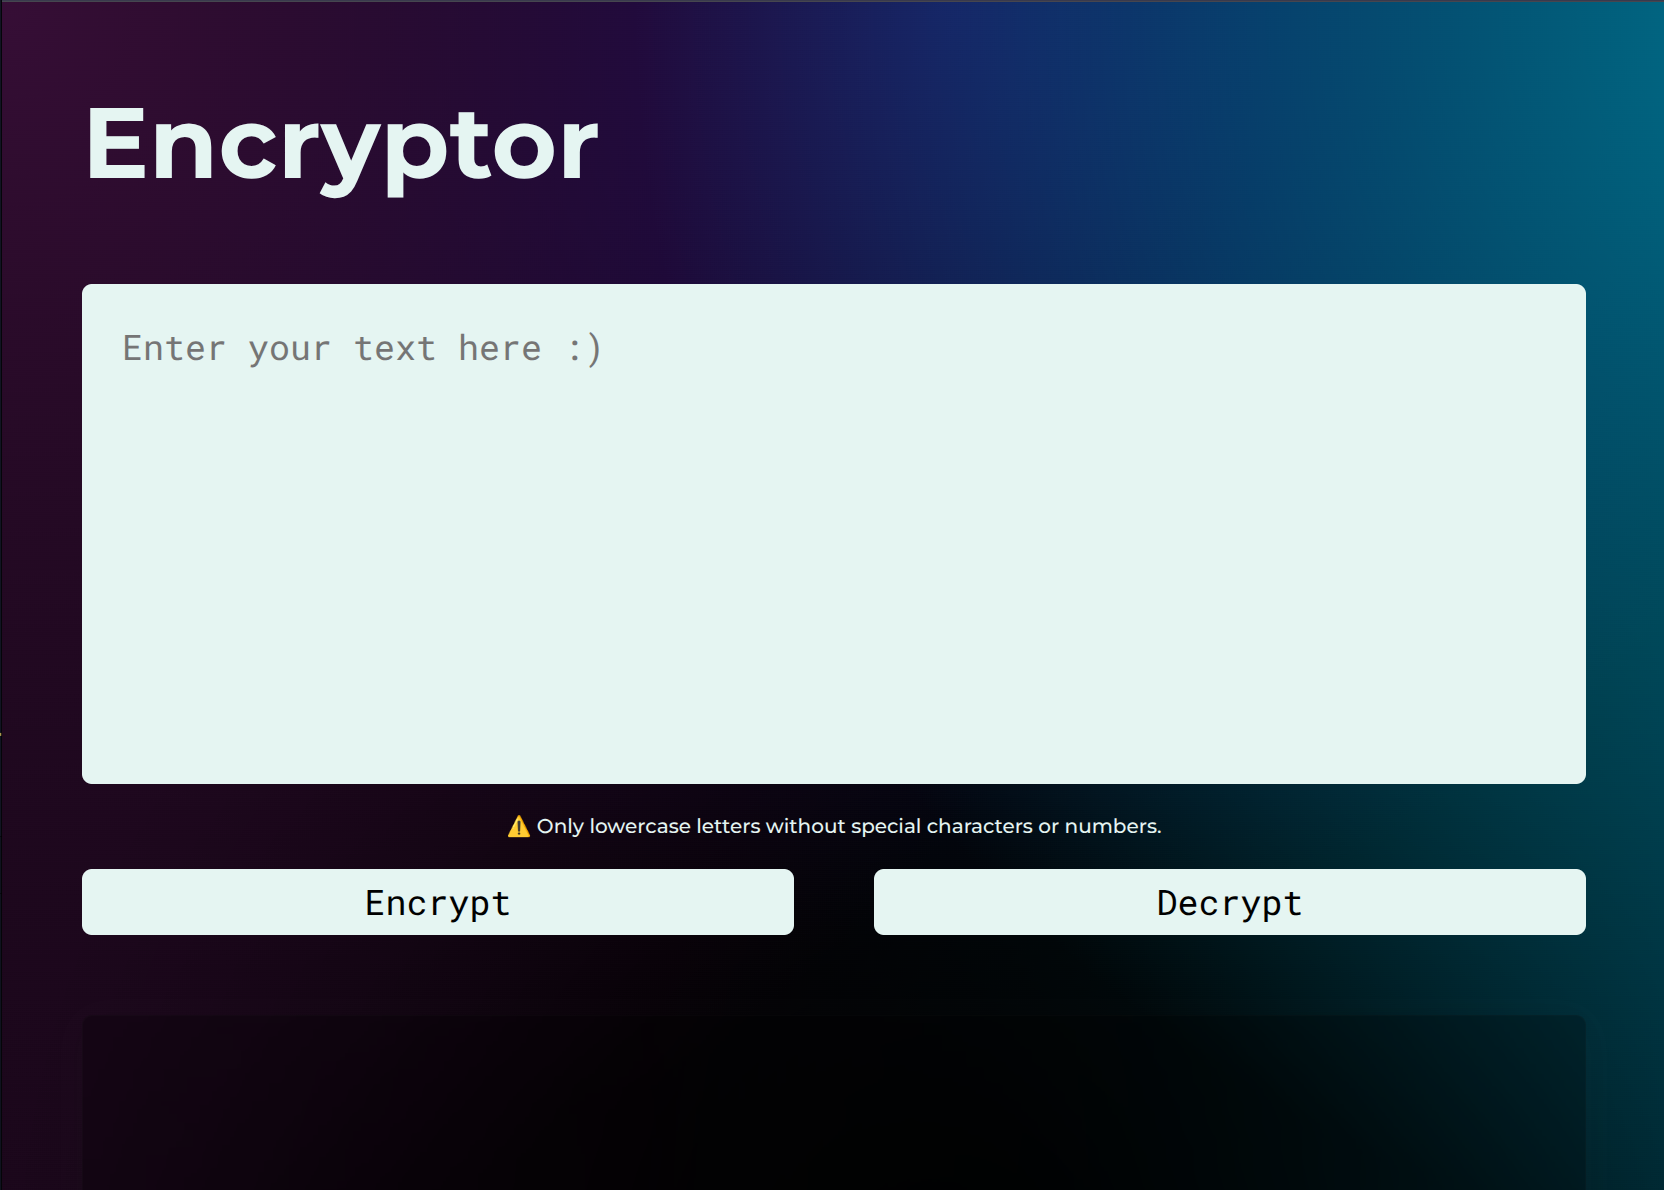 Encryptor
Enter your text here :)
⚠️ Only lowercase letters without special characters or numbers.
Encrypt
Decrypt